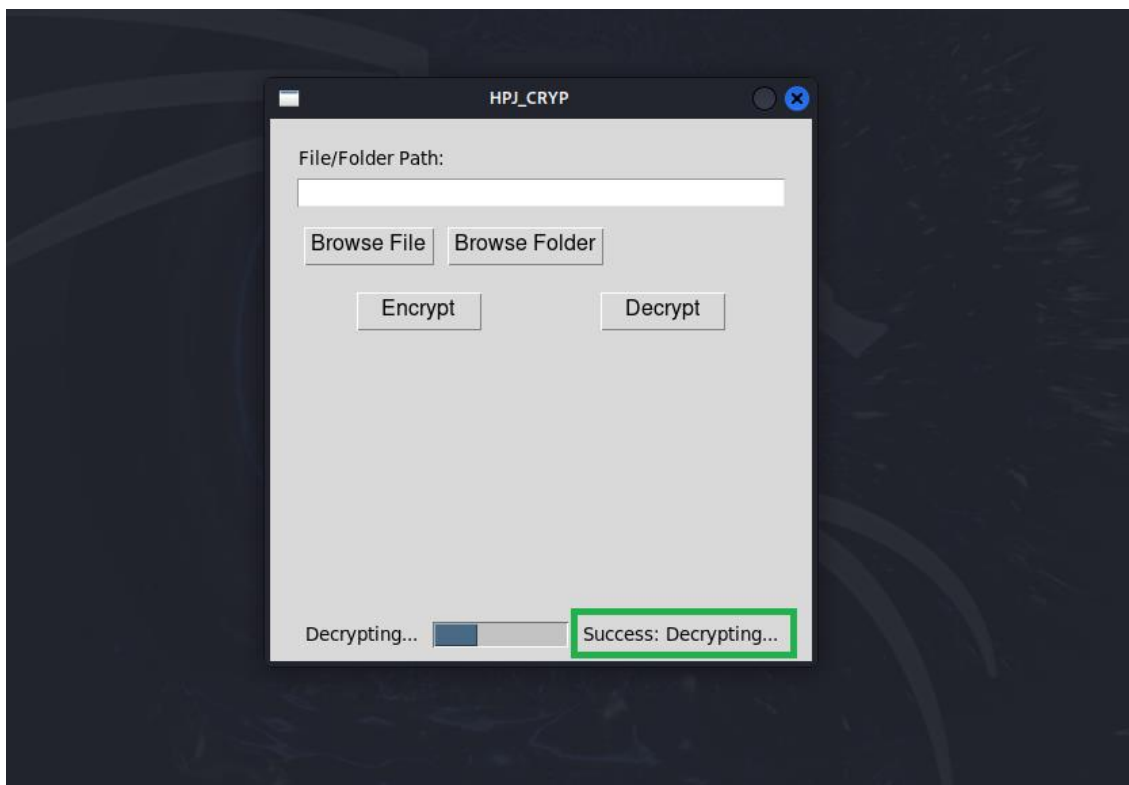 HPJ_CRYP
File/Folder Path:
Browse File Browse Folder
Encrypt Decrypt
Decrypting... Success: Decrypting...